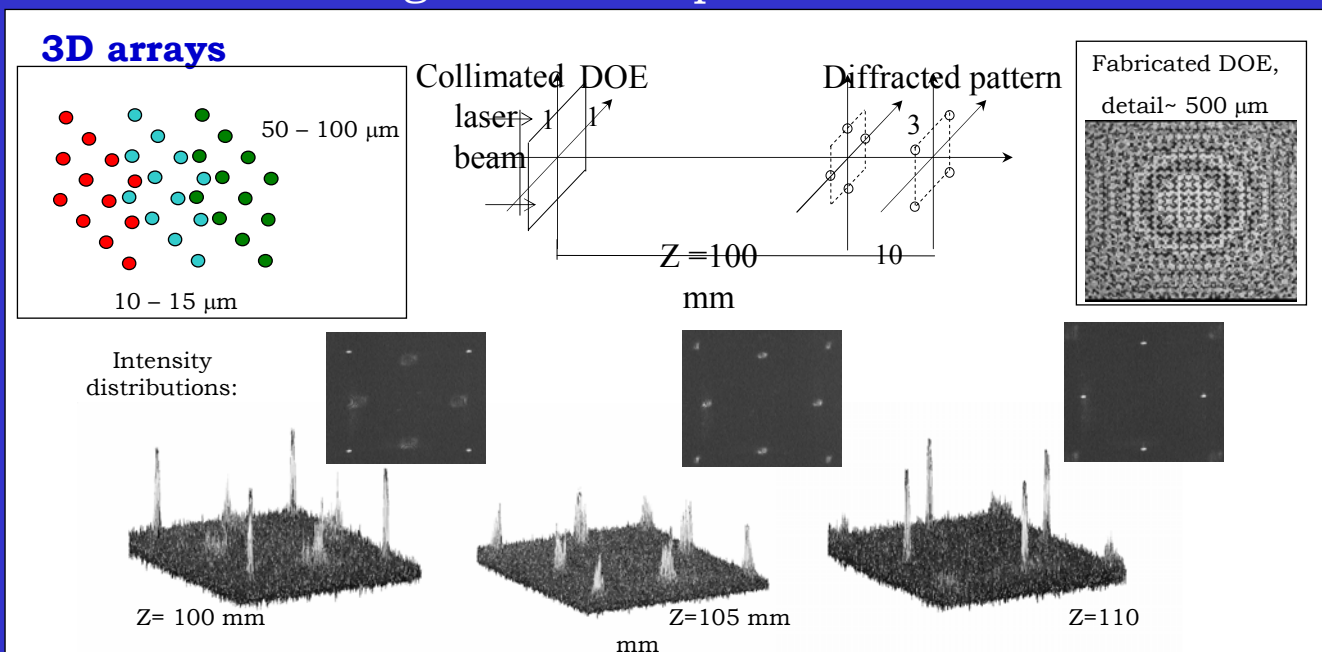 3D arrays
50 – 100 μm
10 – 15 μm
Collimated DOE
laser
beam
1
1
Diffracted pattern
3
Z =100
mm
10
Fabricated DOE,
detail~ 500 μm
Intensity
distributions:
Z= 100 mm
Z=105 mm
mm
Z=110